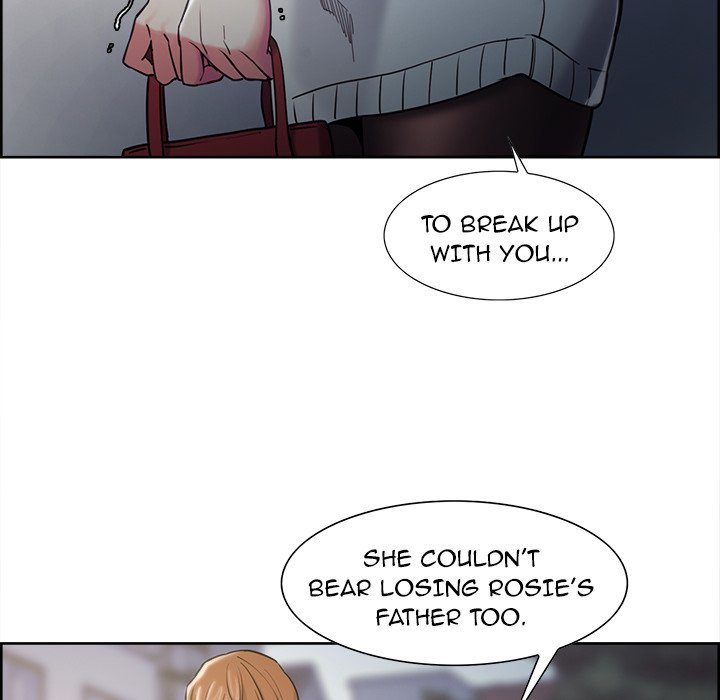 TO BREAK UP
WITH YOU...
SHE COULDN'T
BEAR LOSING ROSIE'S
FATHER TOO.